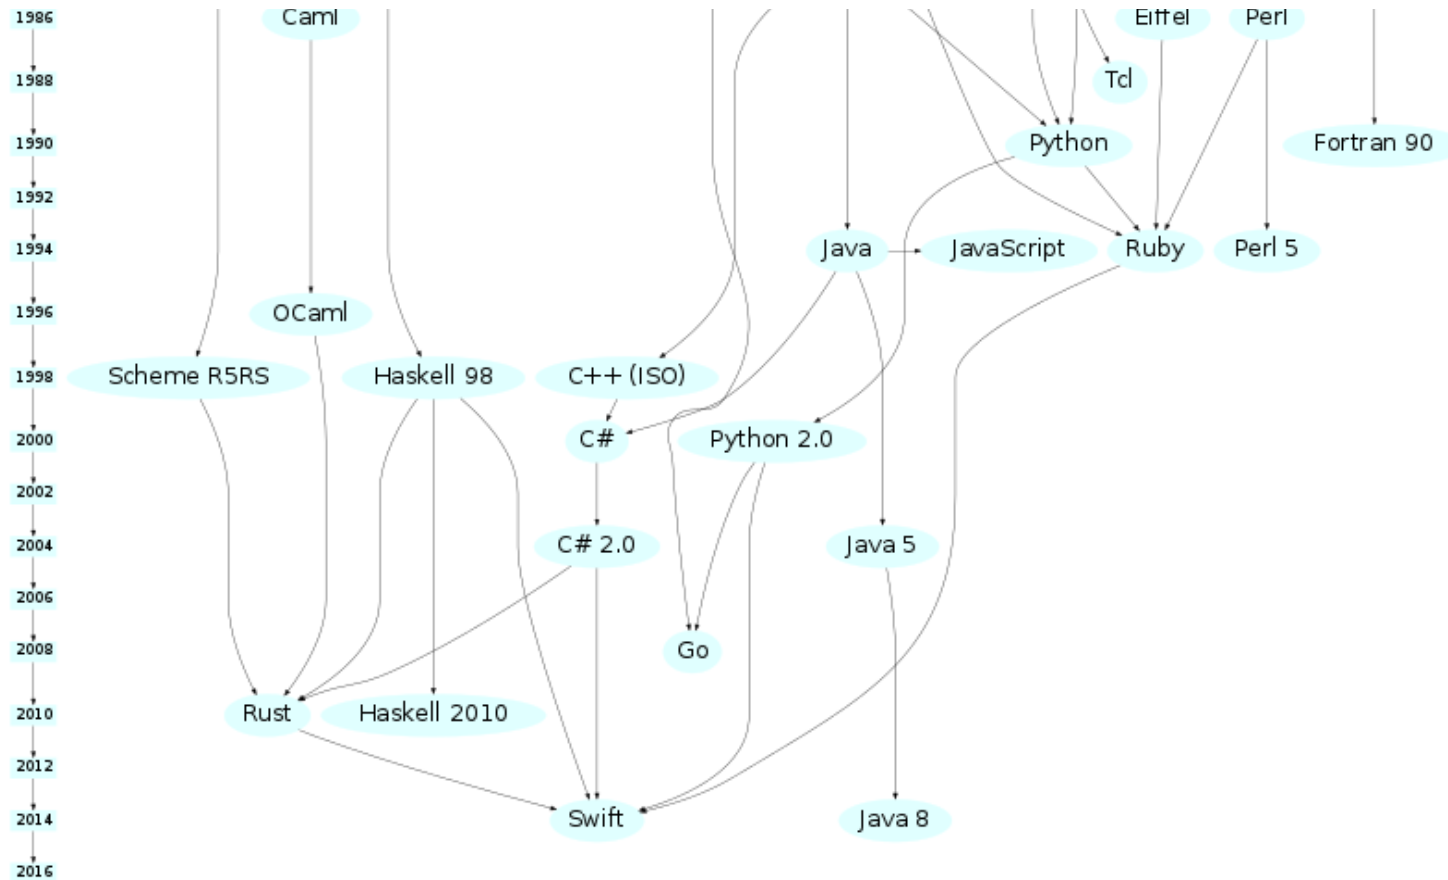 1986 Caml Eiffel Perl
1988 Tcl
1990 Python Fortran 90
1992
1994 Java JavaScript Ruby Perl 5
1996 OCaml
1998 Scheme R5RS Haskell 98 C++ (ISO)
2000 C# Python 2.0
2002
2004 C# 2.0 Java 5
2006
2008 Go
2010 Rust Haskell 2010
2012
2014 Swift Java 8
2016